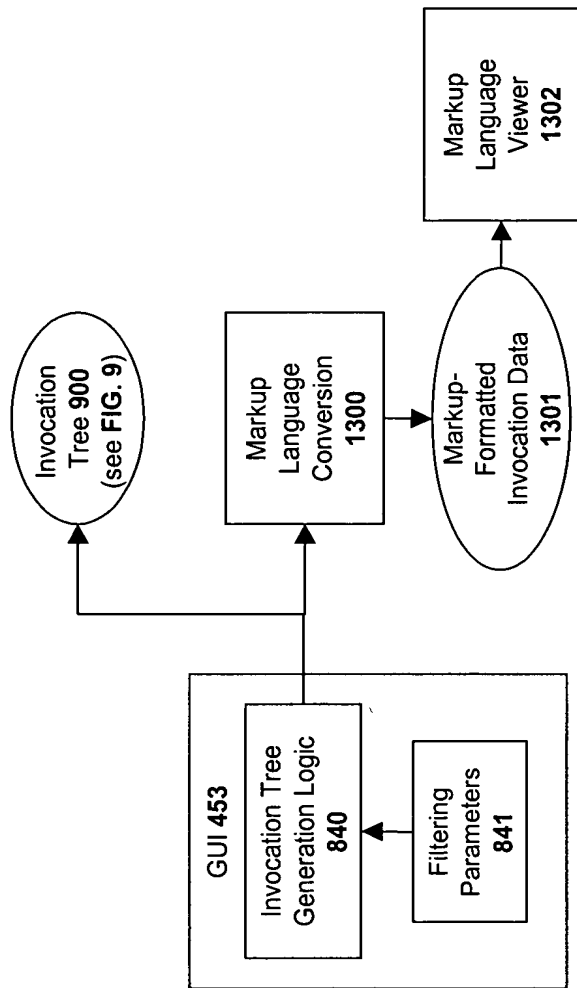 Invocation
Tree 900
(see FIG. 9)
GUI 453
Invocation Tree
Generation Logic
840
Filtering
Parameters
841
Markup
Language
Conversion
1300
Markup-
Formatted
Invocation Data
1301
Markup
Language
Viewer
1302